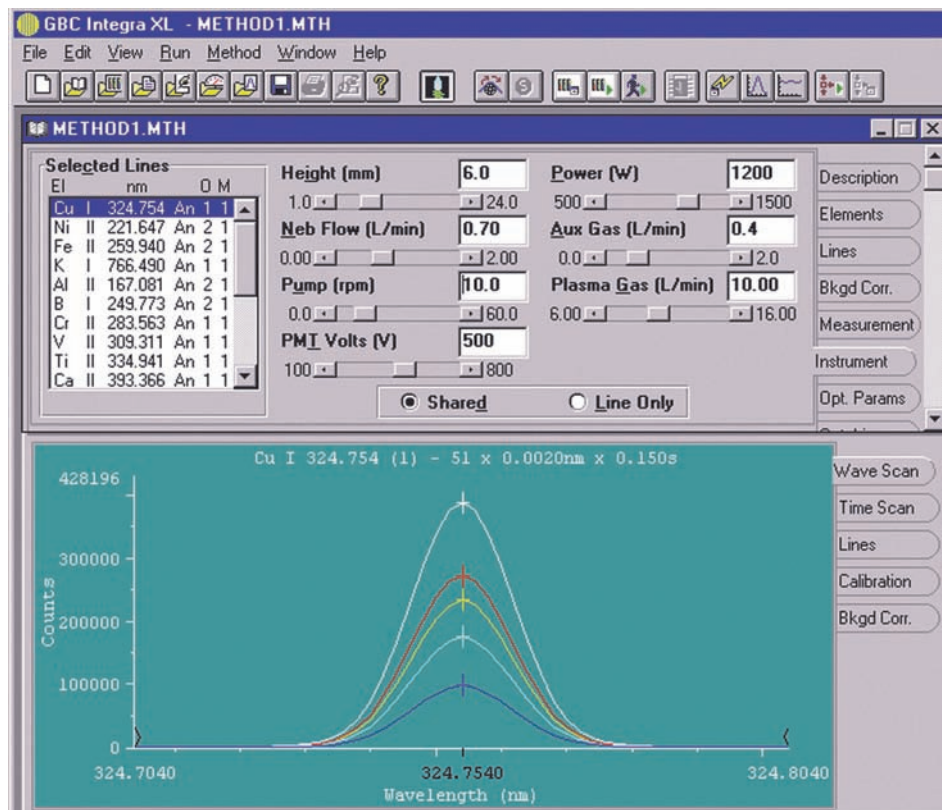 GBC Integra XL - METHOD1.MTH
File Edit View Run Method Window Help
METHOD1.MTH
Selected Lines
El nm O M
Cu I 324.754 An 1 1
Ni II 221.647 An 2 1
Fe II 259.940 An 2 1
K I 766.490 An 1 1
Al II 167.081 An 2 1
B I 249.773 An 2 1
Cr II 283.563 An 1 1
V II 309.311 An 1 1
Ti II 334.941 An 1 1
Ca II 393.366 An 1 1
Height (mm) 6.0
1.0 24.0
Neb Flow (L/min) 0.70
0.00 2.00
Pump (rpm) 10.0
0.0 60.0
PMT Volts (V) 500
100 800
Power (W) 1200
500 1500
Aux Gas (L/min) 0.4
0.0 2.0
Plasma Gas (L/min) 10.00
6.00 16.00
Shared Line Only
Description
Elements
Lines
Bkgd Corr.
Measurement
Instrument
Opt. Params
Cu I 324.754 (1) - 51 x 0.0020nm x 0.150s
428196
300000
200000
100000
0
Counts
324.7040 324.7540 324.8040
Wavelength (nm)
Wave Scan
Time Scan
Lines
Calibration
Bkgd Corr.